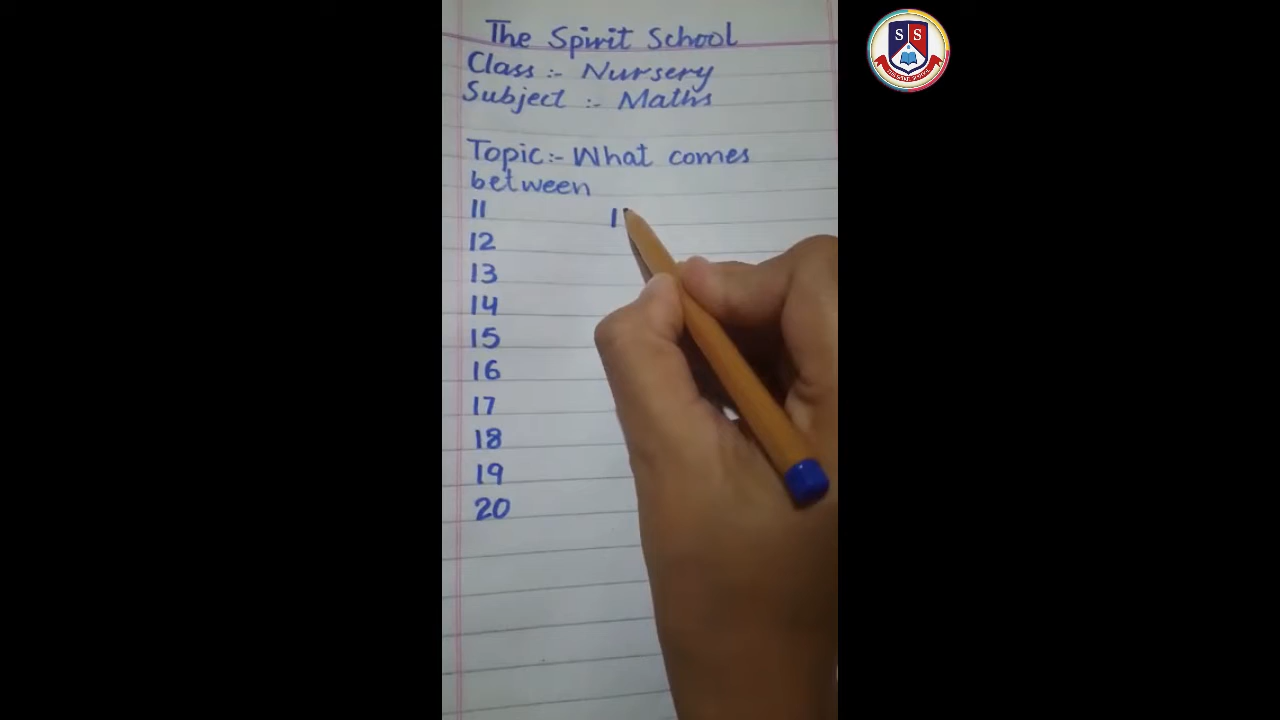 The Spirit School
Class :- Nursery
Subject :- Maths
Topic :- What comes
between
11
1
12
13
14
15
16
17
18
19
20
S S